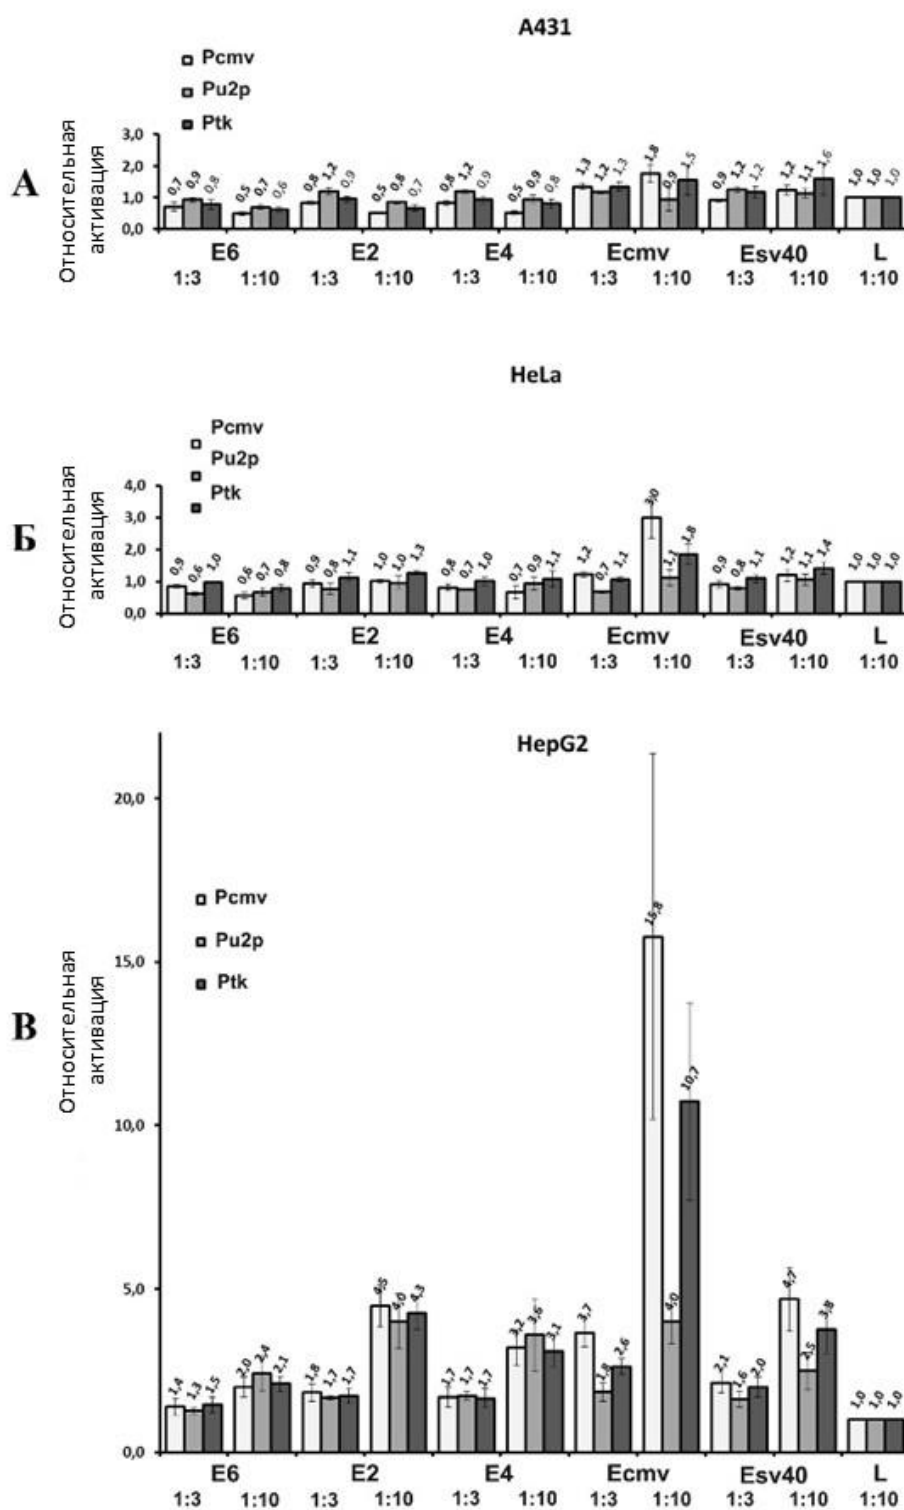 A431
Pcmv
Pu2p
Ptk
А
Относительная
активация
3,0
2,0
1,0
0,0
0,7 0,9 0,8 0,5 0,7 0,6 0,8 1,2 0,9 0,5 0,8 0,7 0,8 1,2 0,9 0,5 0,9 0,8 1,3 1,2 1,3 1,8 0,9 1,5 0,9 1,2 1,2 1,2 1,1 1,6 1,0 1,0 1,0
E6 E2 E4 Ecmv Esv40 L
1:3 1:10 1:3 1:10 1:3 1:10 1:3 1:10 1:3 1:10 1:10
HeLa
Pcmv
Pu2p
Ptk
Б
Относительная
активация
4,0
3,0
2,0
1,0
0,0
0,9 0,6 1,0 0,6 0,7 0,8 0,9 0,8 1,1 1,0 1,0 1,3 0,8 0,7 1,0 0,7 0,9 1,1 1,2 0,7 1,1 3,0 1,1 1,8 0,9 0,8 1,1 1,2 1,1 1,4 1,0 1,0 1,0
E6 E2 E4 Ecmv Esv40 L
1:3 1:10 1:3 1:10 1:3 1:10 1:3 1:10 1:3 1:10 1:10
HepG2
Pcmv
Pu2p
Ptk
В
Относительная
активация
20,0
15,0
10,0
5,0
0,0
1,4 1,3 1,5 2,0 2,4 2,1 1,8 1,7 1,7 4,5 4,0 4,3 1,7 1,7 1,7 3,2 3,6 3,1 3,7 1,8 2,6 15,8 4,0 10,7 2,1 1,6 2,0 4,7 2,5 3,8 1,0 1,0 1,0
E6 E2 E4 Ecmv Esv40 L
1:3 1:10 1:3 1:10 1:3 1:10 1:3 1:10 1:3 1:10 1:10